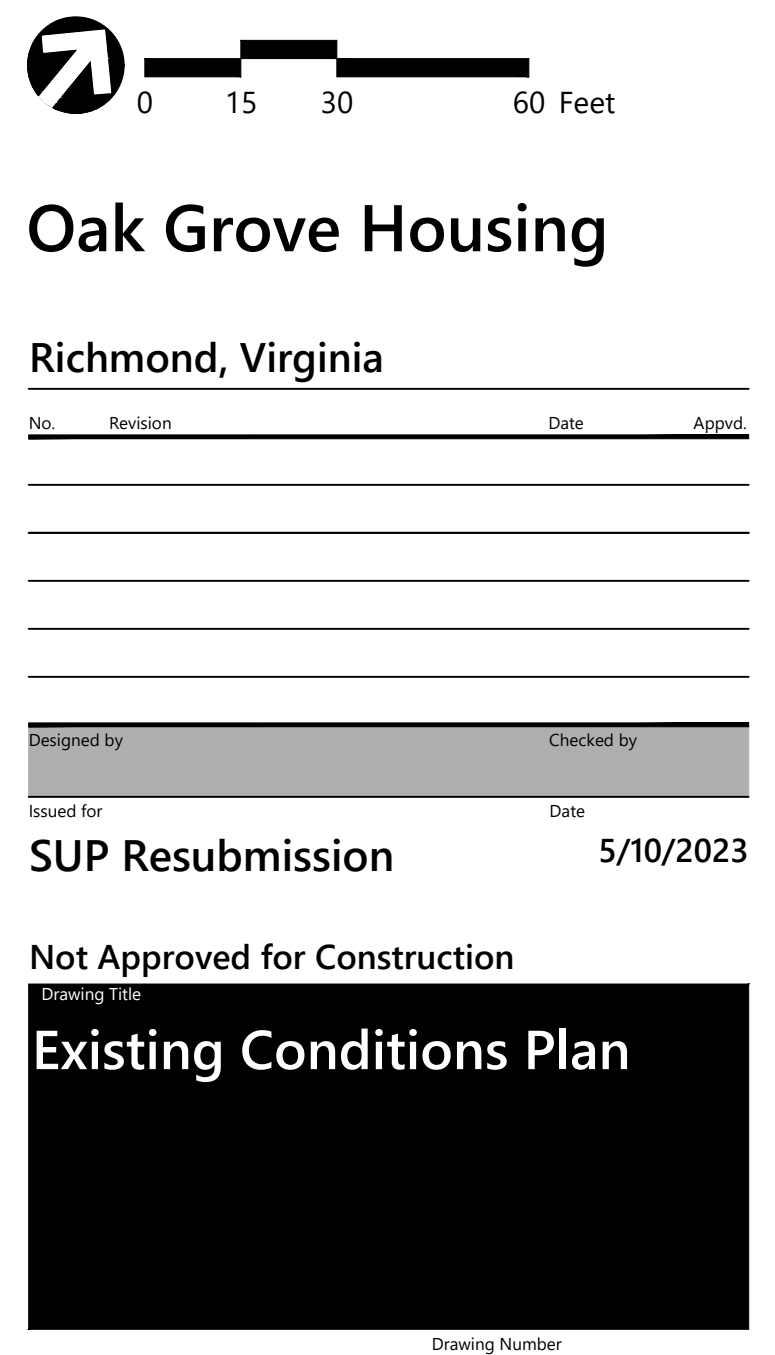 0 15 30 60 Feet
Oak Grove Housing
Richmond, Virginia
No. Revision Date Appvd.
Designed by Checked by
Issued for Date
SUP Resubmission 5/10/2023
Not Approved for Construction
Drawing Title
Existing Conditions Plan
Drawing Number